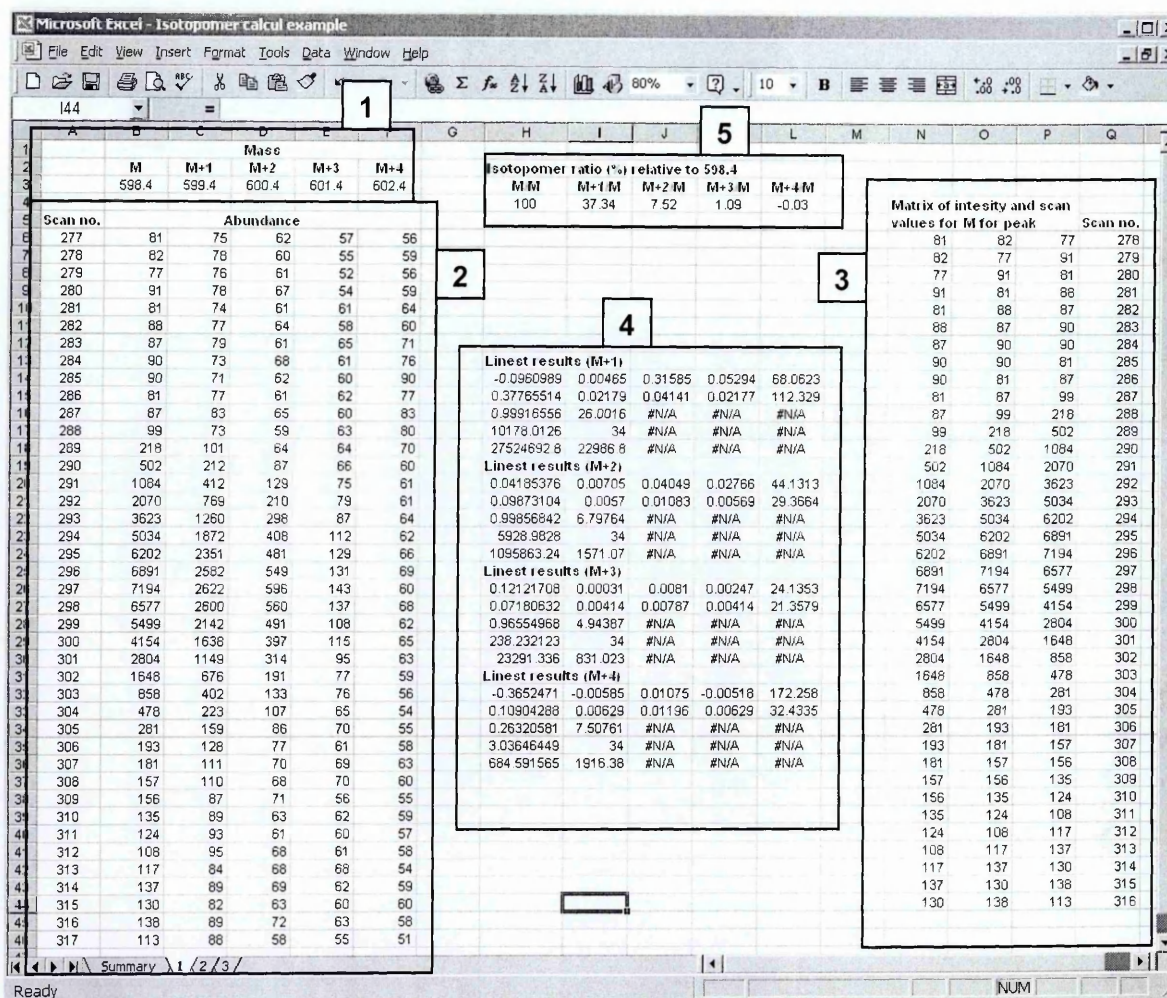 Microsoft Excel - Isotopomer calcul example
File Edit View Insert Format Tools Data Window Help
80% 10 B
I44 =
1
5
A B C D E G H I J L M N O P Q
Mass
M M+1 M+2 M+3 M+4
598.4 599.4 600.4 601.4 602.4
Isotopomer ratio (%) relative to 598.4
M/M M+1/M M+2/M M+3/M M+4/M
100 37.34 7.52 1.09 -0.03
2
Scan no. Abundance
277 81 75 62 57 56
278 82 78 60 55 59
279 77 76 61 52 56
280 91 78 67 54 59
281 81 74 61 61 64
282 88 77 64 58 60
283 87 79 61 65 71
284 90 73 68 61 76
285 90 71 62 60 90
286 81 77 61 62 77
287 87 83 65 60 83
288 99 73 59 63 80
289 218 101 64 64 70
290 502 212 87 66 60
291 1084 412 129 75 61
292 2070 769 210 79 61
293 3623 1260 298 87 64
294 5034 1872 408 112 62
295 6202 2351 481 129 66
296 6891 2582 549 131 69
297 7194 2622 596 143 60
298 6577 2600 560 137 68
299 5499 2142 491 108 62
300 4154 1638 397 115 65
301 2804 1149 314 95 63
302 1648 676 191 77 59
303 858 402 133 76 56
304 478 223 107 65 54
305 281 159 86 70 55
306 193 128 77 61 58
307 181 111 70 69 63
308 157 110 68 70 60
309 156 87 71 56 55
310 135 89 63 62 59
311 124 93 61 60 57
312 108 95 68 61 58
313 117 84 68 68 54
314 137 89 69 62 59
315 130 82 63 60 60
316 138 89 72 63 58
317 113 88 58 55 51
4
Linest results (M+1)
-0.0960989 0.00465 0.31585 0.05294 68.0623
0.37765514 0.02179 0.04141 0.02177 112.329
0.99916556 26.0016 #N/A #N/A #N/A
10178.0126 34 #N/A #N/A #N/A
27524692.8 22986.8 #N/A #N/A #N/A
Linest results (M+2)
0.04185376 0.00705 0.04049 0.02766 44.1313
0.09873104 0.0057 0.01083 0.00569 29.3664
0.99856842 6.79764 #N/A #N/A #N/A
5928.9828 34 #N/A #N/A #N/A
1095863.24 1571.07 #N/A #N/A #N/A
Linest results (M+3)
0.12121708 0.00031 0.0081 0.00247 24.1353
0.07180632 0.00414 0.00787 0.00414 21.3579
0.96554968 4.94387 #N/A #N/A #N/A
238.232123 34 #N/A #N/A #N/A
23291.336 831.023 #N/A #N/A #N/A
Linest results (M+4)
-0.3652471 -0.00585 0.01075 -0.00518 172.258
0.10904288 0.00629 0.01196 0.00629 32.4335
0.26320581 7.50761 #N/A #N/A #N/A
3.03646449 34 #N/A #N/A #N/A
684.591565 1916.38 #N/A #N/A #N/A
3
Matrix of intesity and scan
values for M for peak Scan no.
81 82 77 278
82 77 91 279
77 91 81 280
91 81 88 281
81 88 87 282
88 87 90 283
87 90 90 284
90 90 81 285
90 81 87 286
81 87 99 287
87 99 218 288
99 218 502 289
218 502 1084 290
502 1084 2070 291
1084 2070 3623 292
2070 3623 5034 293
3623 5034 6202 294
5034 6202 6891 295
6202 6891 7194 296
6891 7194 6577 297
7194 6577 5499 298
6577 5499 4154 299
5499 4154 2804 300
4154 2804 1648 301
2804 1648 858 302
1648 858 478 303
858 478 281 304
478 281 193 305
281 193 181 306
193 181 157 307
181 157 156 308
157 156 135 309
156 135 124 310
135 124 108 311
124 108 117 312
108 117 137 313
117 137 130 314
137 130 138 315
130 138 113 316
Summary 1 2 3
Ready NUM